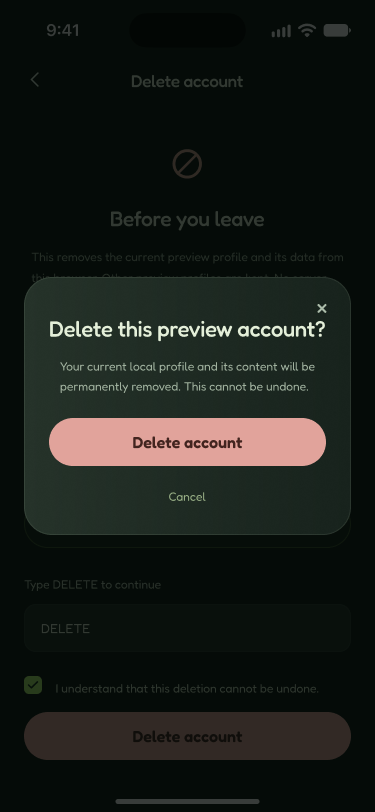 9:41
Delete account
Before you leave
This removes the current preview profile and its data from
Delete this preview account?
Your current local profile and its content will be
permanently removed. This cannot be undone.
Delete account
Cancel
Type DELETE to continue
DELETE
I understand that this deletion cannot be undone.
Delete account